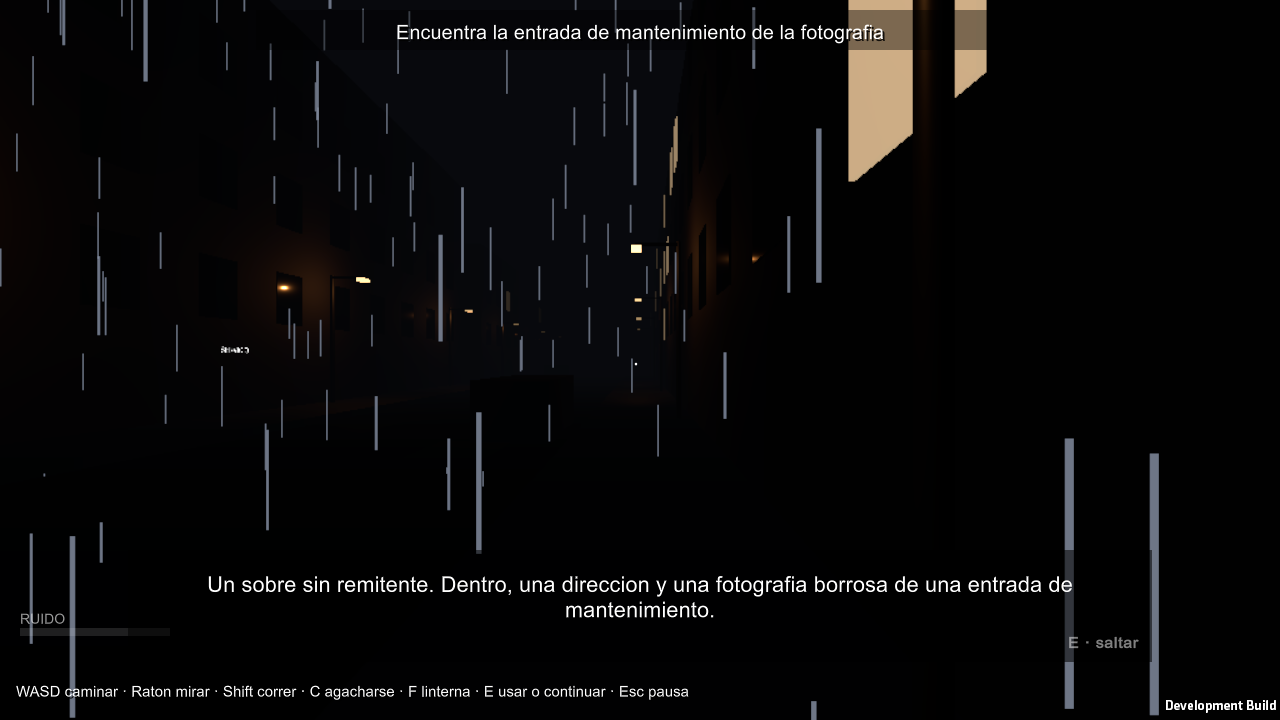 Encuentra la entrada de mantenimiento de la fotografia
Un sobre sin remitente. Dentro, una direccion y una fotografia borrosa de una entrada de
mantenimiento.
RUIDO
E · saltar
WASD caminar · Raton mirar · Shift correr · C agacharse · F linterna · E usar o continuar · Esc pausa
Development Build